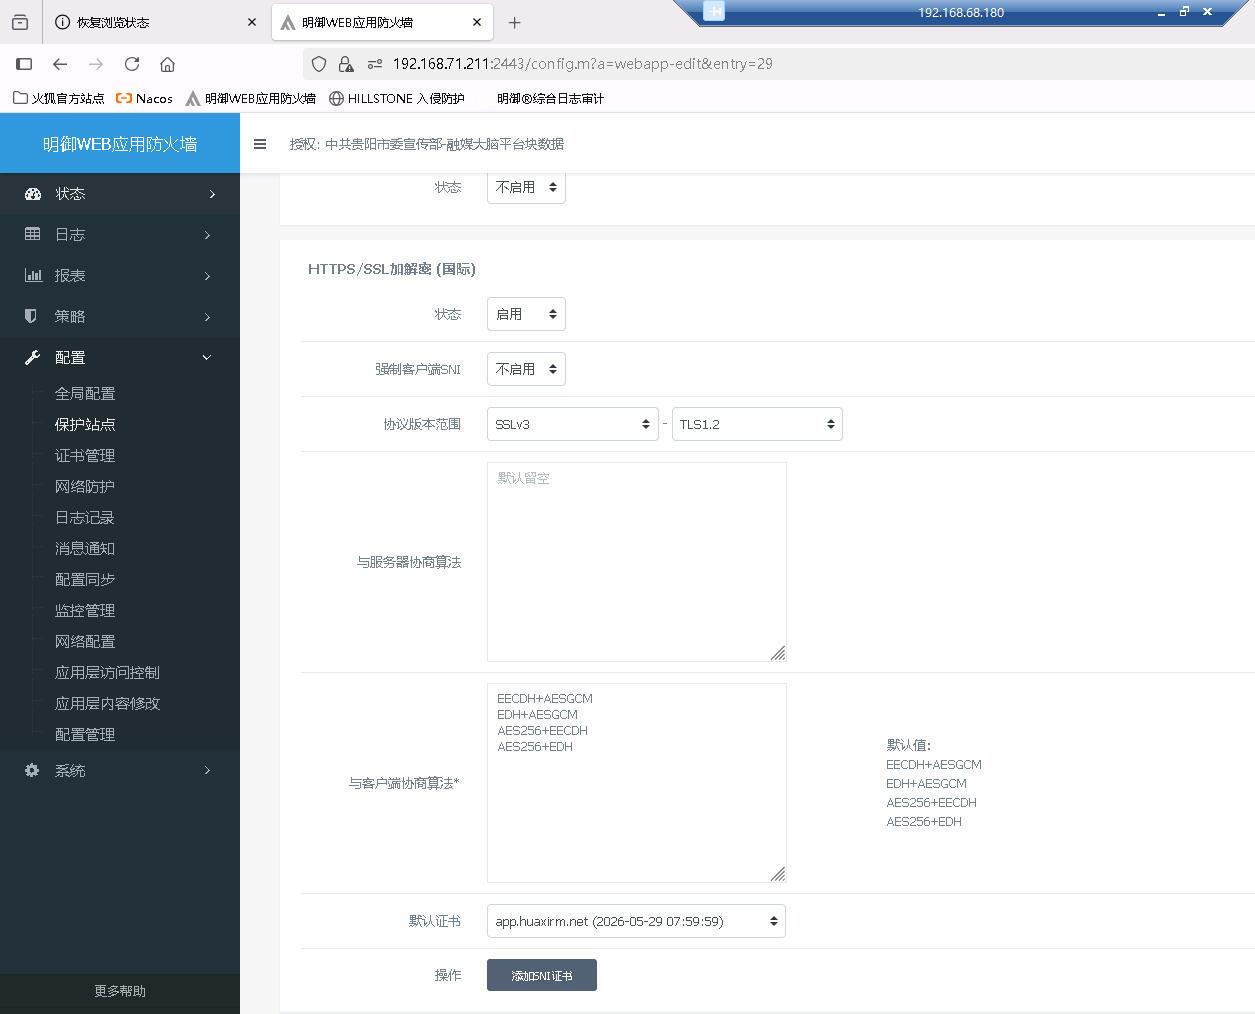 恢复浏览状态
明御WEB应用防火墙
192.168.68.180
192.168.71.211:2443/config.m?a=webapp-edit&entry=29
火狐官方站点
Nacos
明御WEB应用防火墙
HILLSTONE 入侵防护
明御®综合日志审计
明御WEB应用防火墙
授权: 中共贵阳市委宣传部-融媒大脑平台块数据
状态
日志
报表
策略
配置
全局配置
保护站点
证书管理
网络防护
日志记录
消息通知
配置同步
监控管理
网络配置
应用层访问控制
应用层内容修改
配置管理
系统
更多帮助
状态 不启用
HTTPS/SSL加解密 (国际)
状态 启用
强制客户端SNI 不启用
协议版本范围 SSLv3 - TLS1.2
与服务器协商算法 默认留空
与客户端协商算法*
EECDH+AESGCM
EDH+AESGCM
AES256+EECDH
AES256+EDH
默认值:
EECDH+AESGCM
EDH+AESGCM
AES256+EECDH
AES256+EDH
默认证书 app.huaxirm.net (2026-05-29 07:59:59)
操作 添加SNI证书